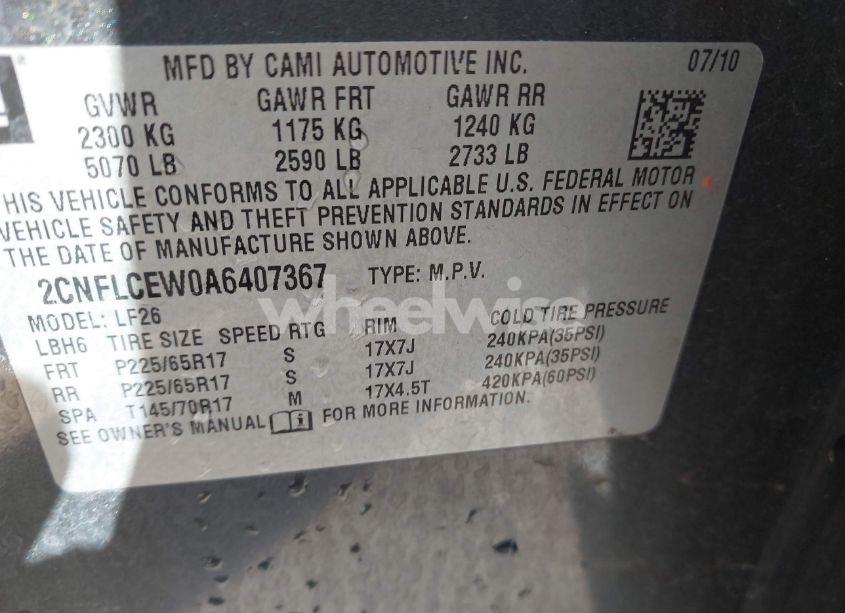 MFD BY CAMI AUTOMOTIVE INC. 07/10
GVWR GAWR FRT GAWR RR
2300 KG 1175 KG 1240 KG
5070 LB 2590 LB 2733 LB
HIS VEHICLE CONFORMS TO ALL APPLICABLE U.S. FEDERAL MOTOR
VEHICLE SAFETY AND THEFT PREVENTION STANDARDS IN EFFECT ON
THE DATE OF MANUFACTURE SHOWN ABOVE.
2CNFLCEW0A6407367 TYPE: M.P.V.
wheelwise
MODEL: LF26
LBH6 TIRE SIZE SPEED RTG RIM COLD TIRE PRESSURE
FRT P225/65R17 S 17X7J 240KPA(35PSI)
RR P225/65R17 S 17X7J 240KPA(35PSI)
SPA T145/70R17 M 17X4.5T 420KPA(60PSI)
SEE OWNER'S MANUAL FOR MORE INFORMATION.